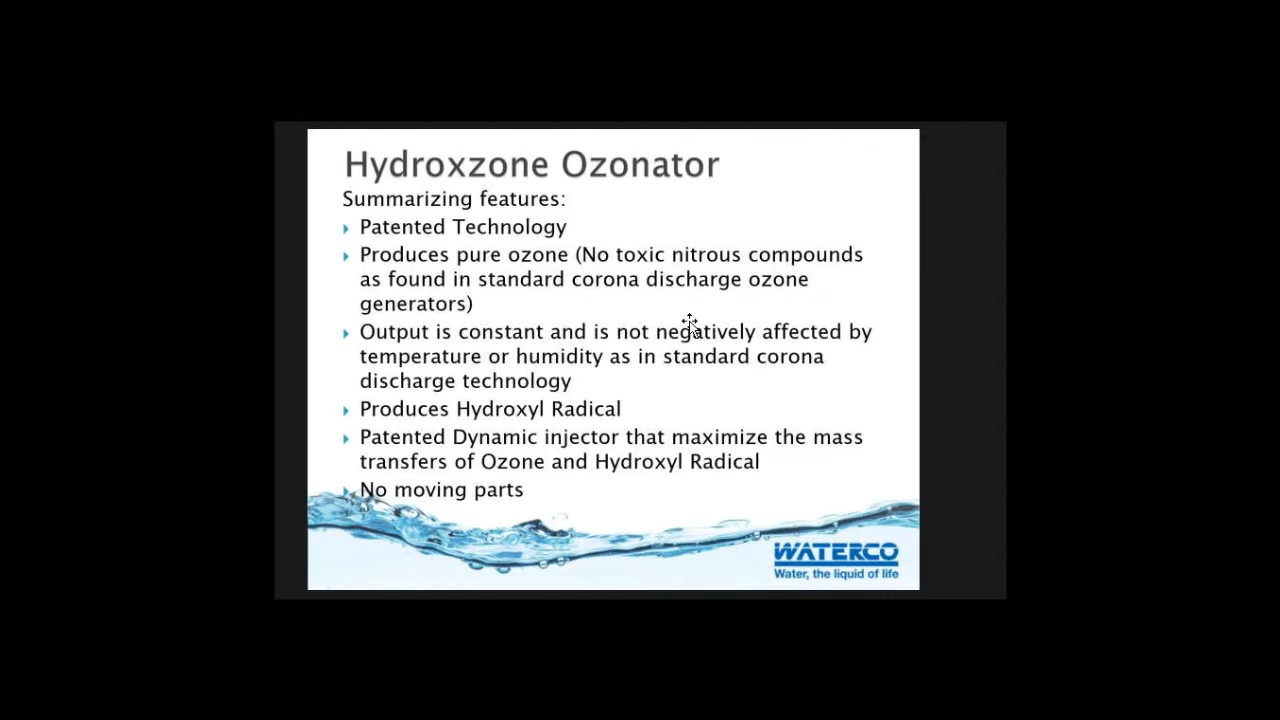 Hydroxzone Ozonator
Summarizing features:
Patented Technology
Produces pure ozone (No toxic nitrous compounds
as found in standard corona discharge ozone
generators)
Output is constant and is not negatively affected by
temperature or humidity as in standard corona
discharge technology
Produces Hydroxyl Radical
Patented Dynamic injector that maximize the mass
transfers of Ozone and Hydroxyl Radical
No moving parts
WATERCO
Water, the liquid of life